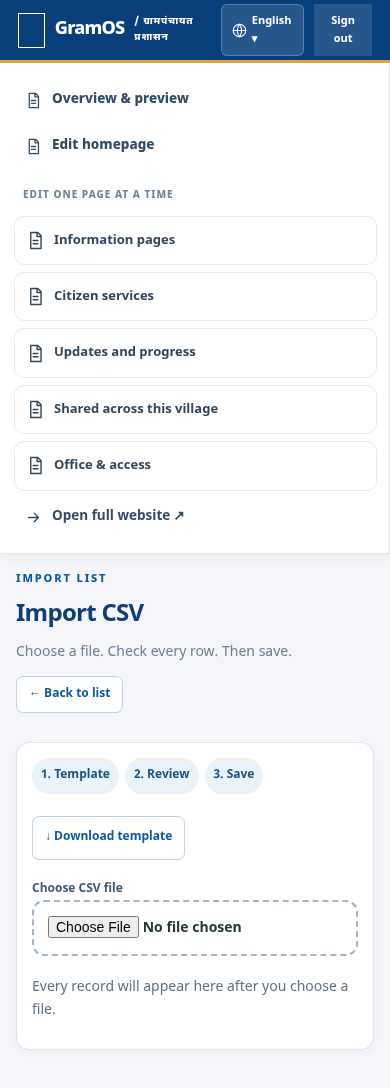 GramOS / ग्रामपंचायत प्रशासन
English ▾
Sign out
Overview & preview
Edit homepage
EDIT ONE PAGE AT A TIME
Information pages
Citizen services
Updates and progress
Shared across this village
Office & access
→ Open full website ↗
IMPORT LIST
Import CSV
Choose a file. Check every row. Then save.
← Back to list
1. Template 2. Review 3. Save
↓ Download template
Choose CSV file
Choose File No file chosen
Every record will appear here after you choose a
file.